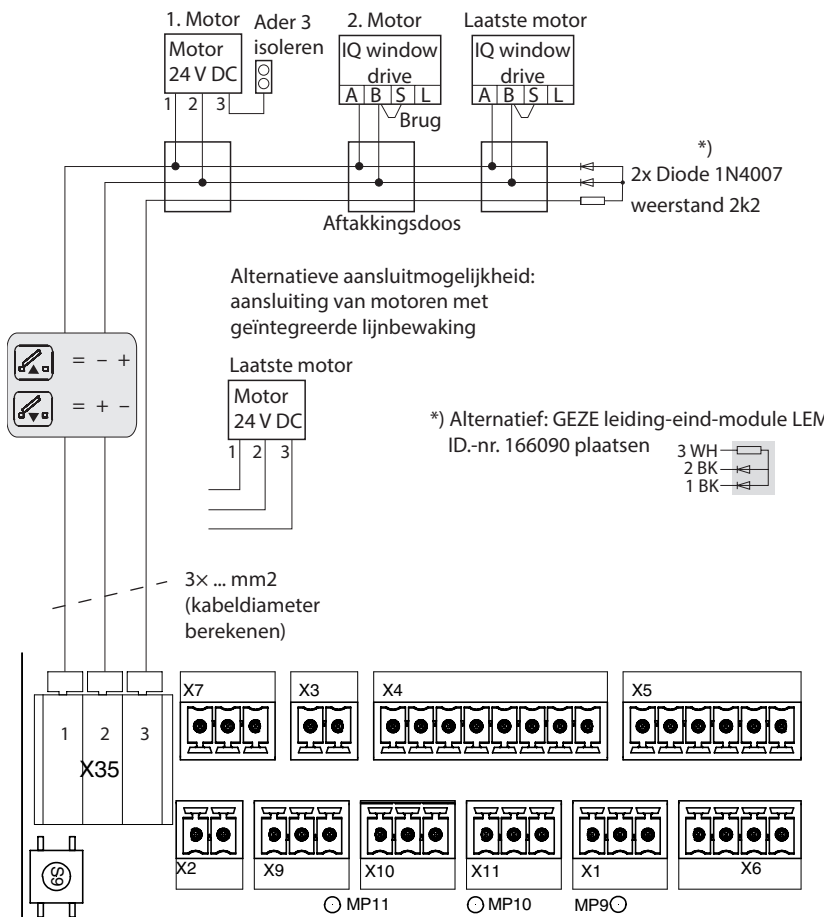 1. Motor
Ader 3
isoleren
2. Motor
Laatste motor
Motor
24 V DC
1 2 3
IQ window
drive
A B S L
Brug
IQ window
drive
A B S L
*)
2x Diode 1N4007
weerstand 2k2
Aftakkingsdoos
Alternatieve aansluitmogelijkheid:
aansluiting van motoren met
geïntegreerde lijnbewaking
= – +
= + –
Laatste motor
Motor
24 V DC
1 2 3
*) Alternatief: GEZE leiding-eind-module LEM
ID.-nr. 166090 plaatsen
3 WH
2 BK
1 BK
3× ... mm2
(kabeldiameter
berekenen)
1 2 3
X35
X7
X3
X4
X5
S9
X2
X9
X10
X11
X1
X6
MP11
MP10
MP9